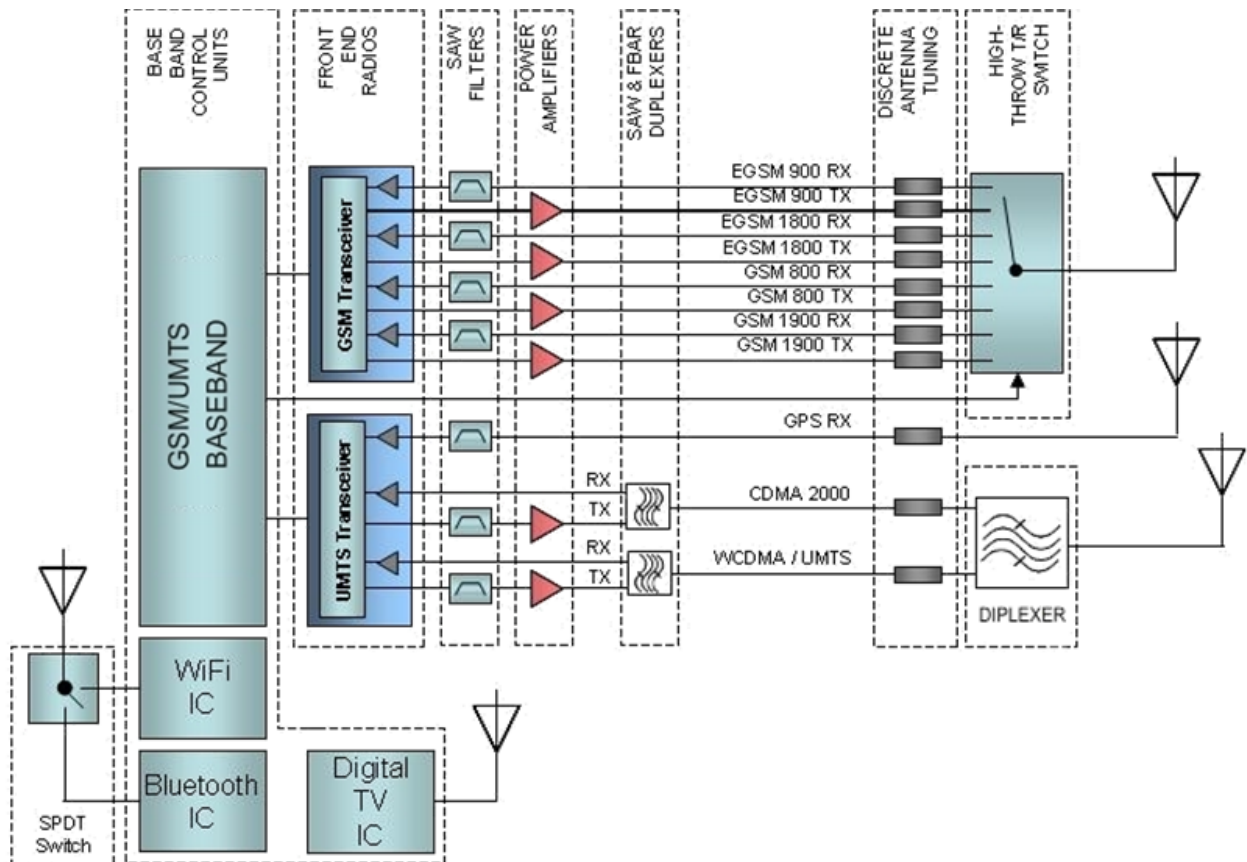 BASE
BAND
CONTROL
UNITS
FRONT
END
RADIOS
SAW
FILTERS
POWER
AMPLIFIERS
SAW & FBAR
DUPLEXERS
DISCRETE
ANTENNA
TUNING
HIGH-
THROW T/R
SWITCH
EGSM 900 RX
EGSM 900 TX
EGSM 1800 RX
EGSM 1800 TX
GSM 800 RX
GSM 800 TX
GSM 1900 RX
GSM 1900 TX
GSM Transceiver
GSM/UMTS
BASEBAND
GPS RX
UMTS Transceiver
RX
TX
CDMA 2000
RX
TX
WCDMA / UMTS
DIPLEXER
WiFi
IC
Bluetooth
IC
Digital
TV
IC
SPDT
Switch